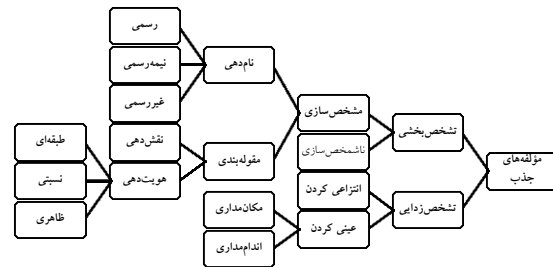 مؤلفه‌های
جذب
تشخص‌بخشی
تشخص‌زدایی
مشخص‌سازی
نامشخص‌سازی
انتزاعی کردن
عینی کردن
نام‌دهی
مقوله‌بندی
مکان‌مداری
اندام‌مداری
رسمی
نیمه‌رسمی
غیررسمی
نقش‌دهی
هویت‌دهی
طبقه‌ای
نسبتی
ظاهری